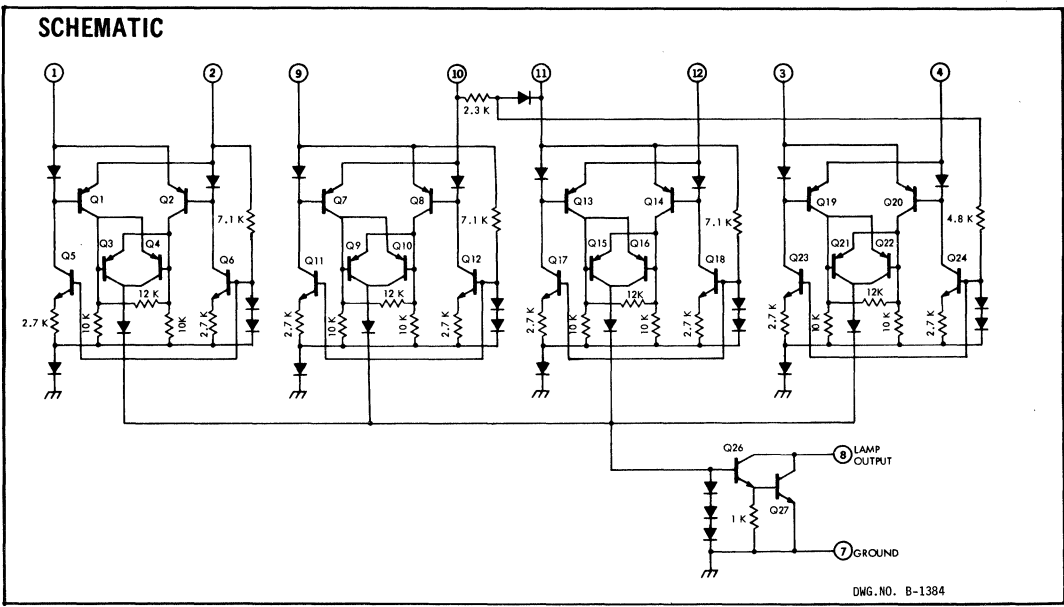 SCHEMATIC
1 2 9 10 11 12 3 4
2.3 K
Q1 Q2 Q7 Q8 Q13 Q14 Q19 Q20
7.1 K 7.1 K 7.1 K 4.8 K
Q3 Q4 Q9 Q10 Q15 Q16 Q21 Q22
Q5 Q6 Q11 Q12 Q17 Q18 Q23 Q24
12 K 12 K 12K 12K
2.7 K 10 K 10K 2.7 K 2.7 K 10 K 10 K 2.7 K 2.7 K 10 K 10 K 2.7 K 2.7 K 10 K 10 K 2.7 K
Q26
8 LAMP
OUTPUT
Q27
1 K
7 GROUND
DWG.NO. B-1384